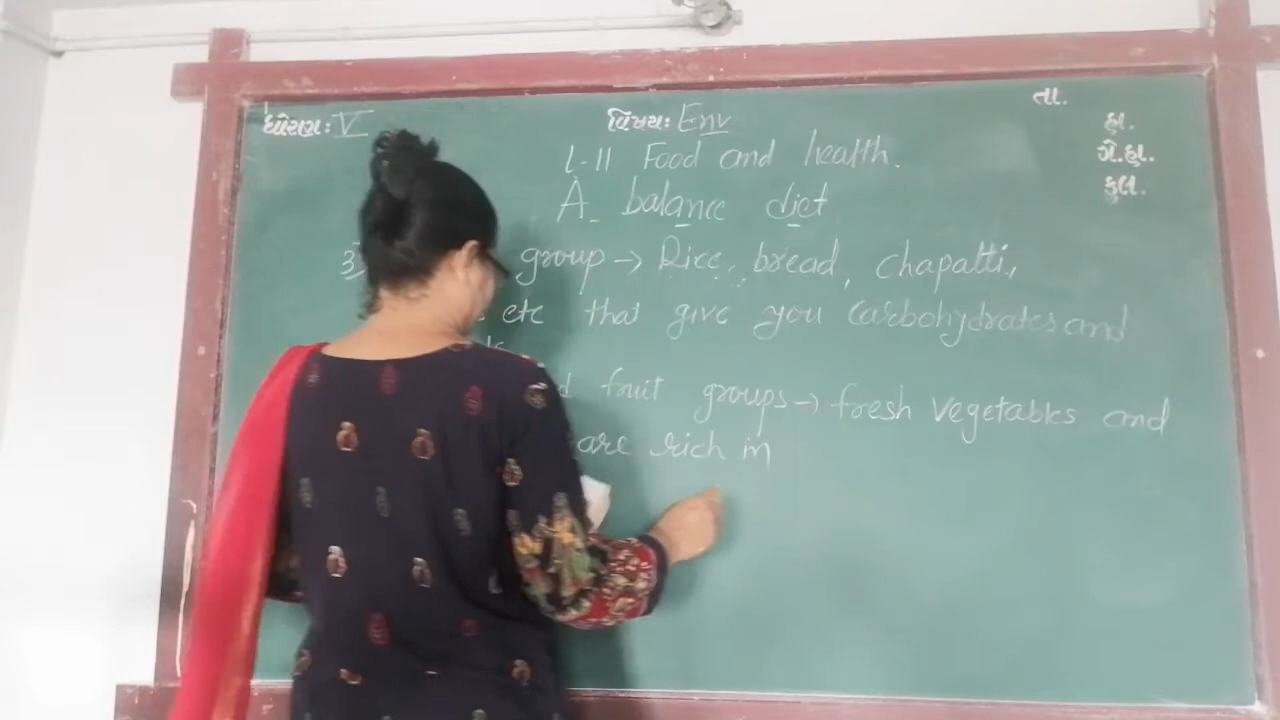 ધોરણ: V
વિષય: Env
તા.
હા.
ગે.હા.
કુલ.
L-11 Food and health.
A balance diet
3) group → Rice, bread, chapatti,
etc that give you carbohydrates and
fruit groups → fresh vegetables and
are rich in